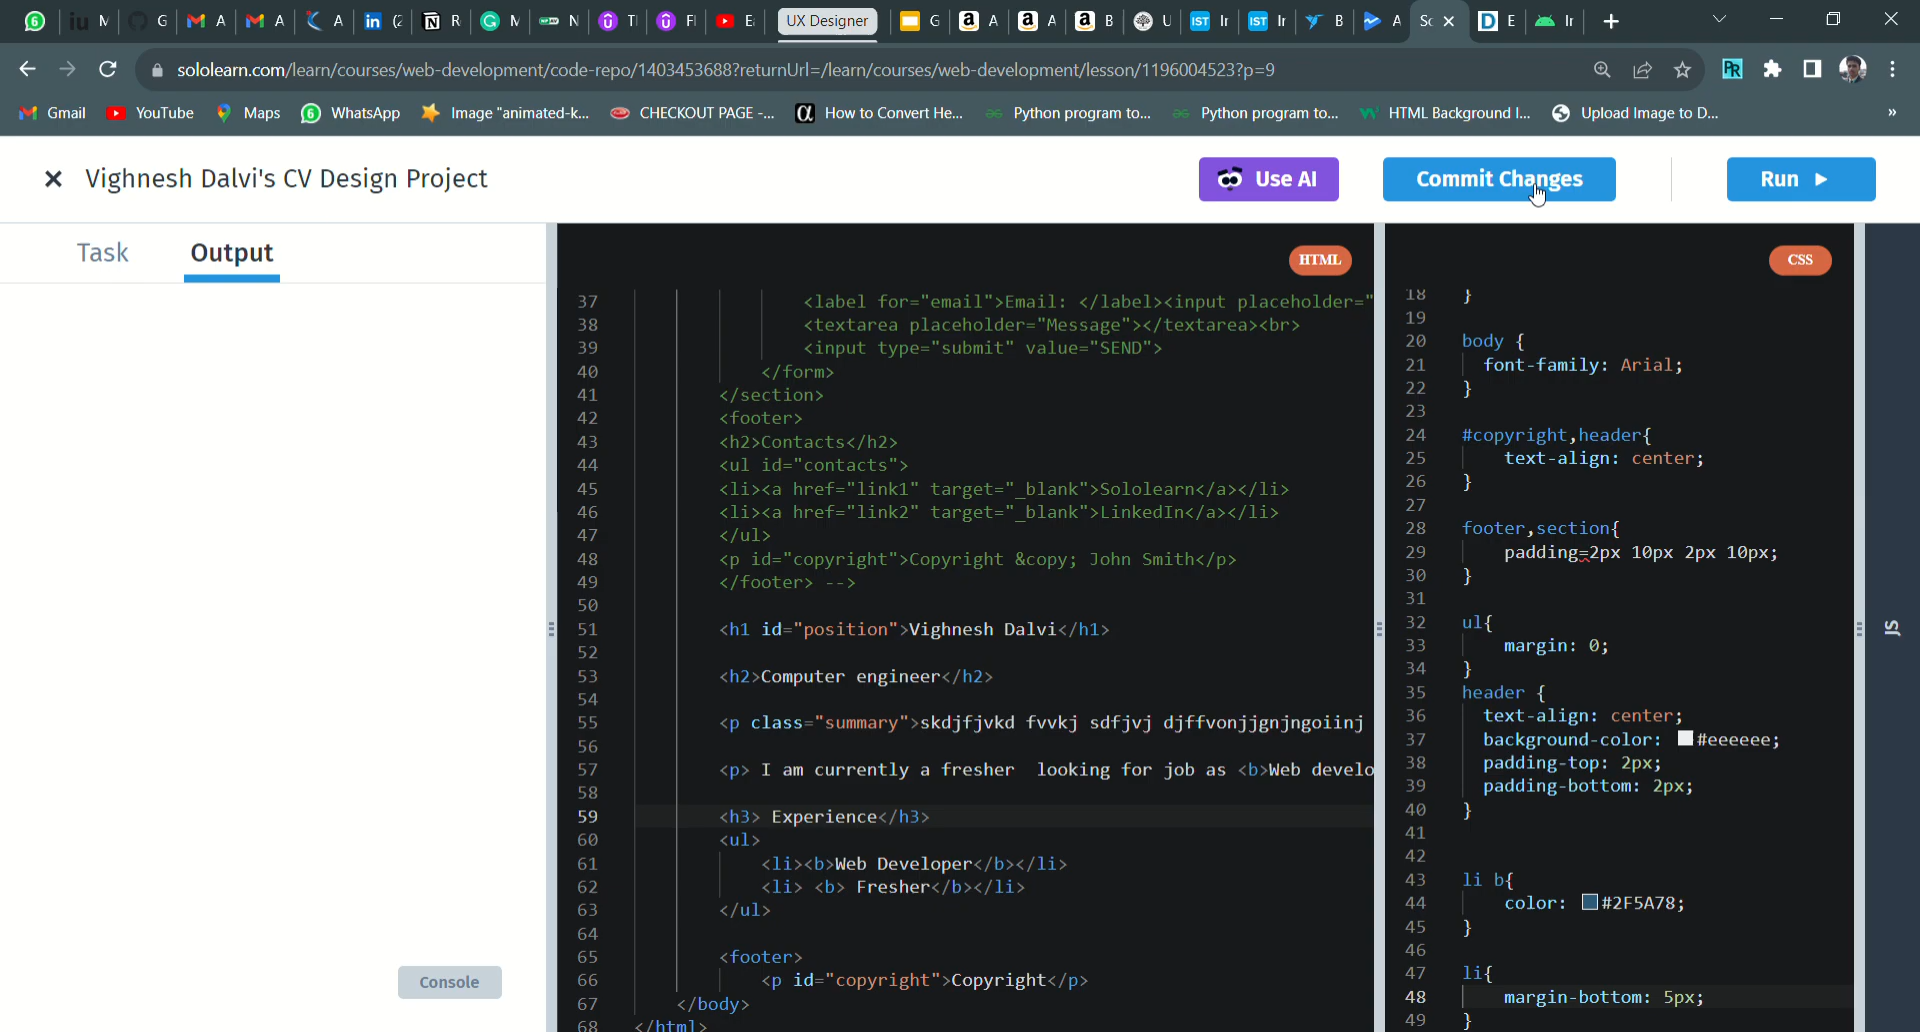 M
G
A
A
A
(2
R
M
N
Tl
Fl
E
UX Designer
G
A
A
B
U
IST Ir
IST Ir
B
A
Sc
E
Ir
sololearn.com/learn/courses/web-development/code-repo/1403453688?returnUrl=/learn/courses/web-development/lesson/1196004523?p=9
Gmail YouTube Maps WhatsApp Image "animated-k... CHECKOUT PAGE -... How to Convert He... Python program to... Python program to... HTML Background I... Upload Image to D... »
Vighnesh Dalvi's CV Design Project
Use AI
Commit Changes
Run
Task Output
Console
HTML
37 <label for="email">Email: </label><input placeholder="
38 <textarea placeholder="Message"></textarea><br>
39 <input type="submit" value="SEND">
40 </form>
41 </section>
42 <footer>
43 <h2>Contacts</h2>
44 <ul id="contacts">
45 <li><a href="link1" target="_blank">Sololearn</a></li>
46 <li><a href="link2" target="_blank">LinkedIn</a></li>
47 </ul>
48 <p id="copyright">Copyright &copy; John Smith</p>
49 </footer> -->
50
51 <h1 id="position">Vighnesh Dalvi</h1>
52
53 <h2>Computer engineer</h2>
54
55 <p class="summary">skdjfjvkd fvvkj sdfjvj djffvonjjgnjngoiinj
56
57 <p> I am currently a fresher  looking for job as <b>Web develo
58
59 <h3> Experience</h3>
60 <ul>
61 <li><b>Web Developer</b></li>
62 <li> <b> Fresher</b></li>
63 </ul>
64
65 <footer>
66 <p id="copyright">Copyright</p>
67 </body>
68 </html>
CSS
18 }
19
20 body {
21 font-family: Arial;
22 }
23
24 #copyright,header{
25 text-align: center;
26 }
27
28 footer,section{
29 padding=2px 10px 2px 10px;
30 }
31
32 ul{
33 margin: 0;
34 }
35 header {
36 text-align: center;
37 background-color: #eeeeee;
38 padding-top: 2px;
39 padding-bottom: 2px;
40 }
41
42
43 li b{
44 color: #2F5A78;
45 }
46
47 li{
48 margin-bottom: 5px;
49 }
JS